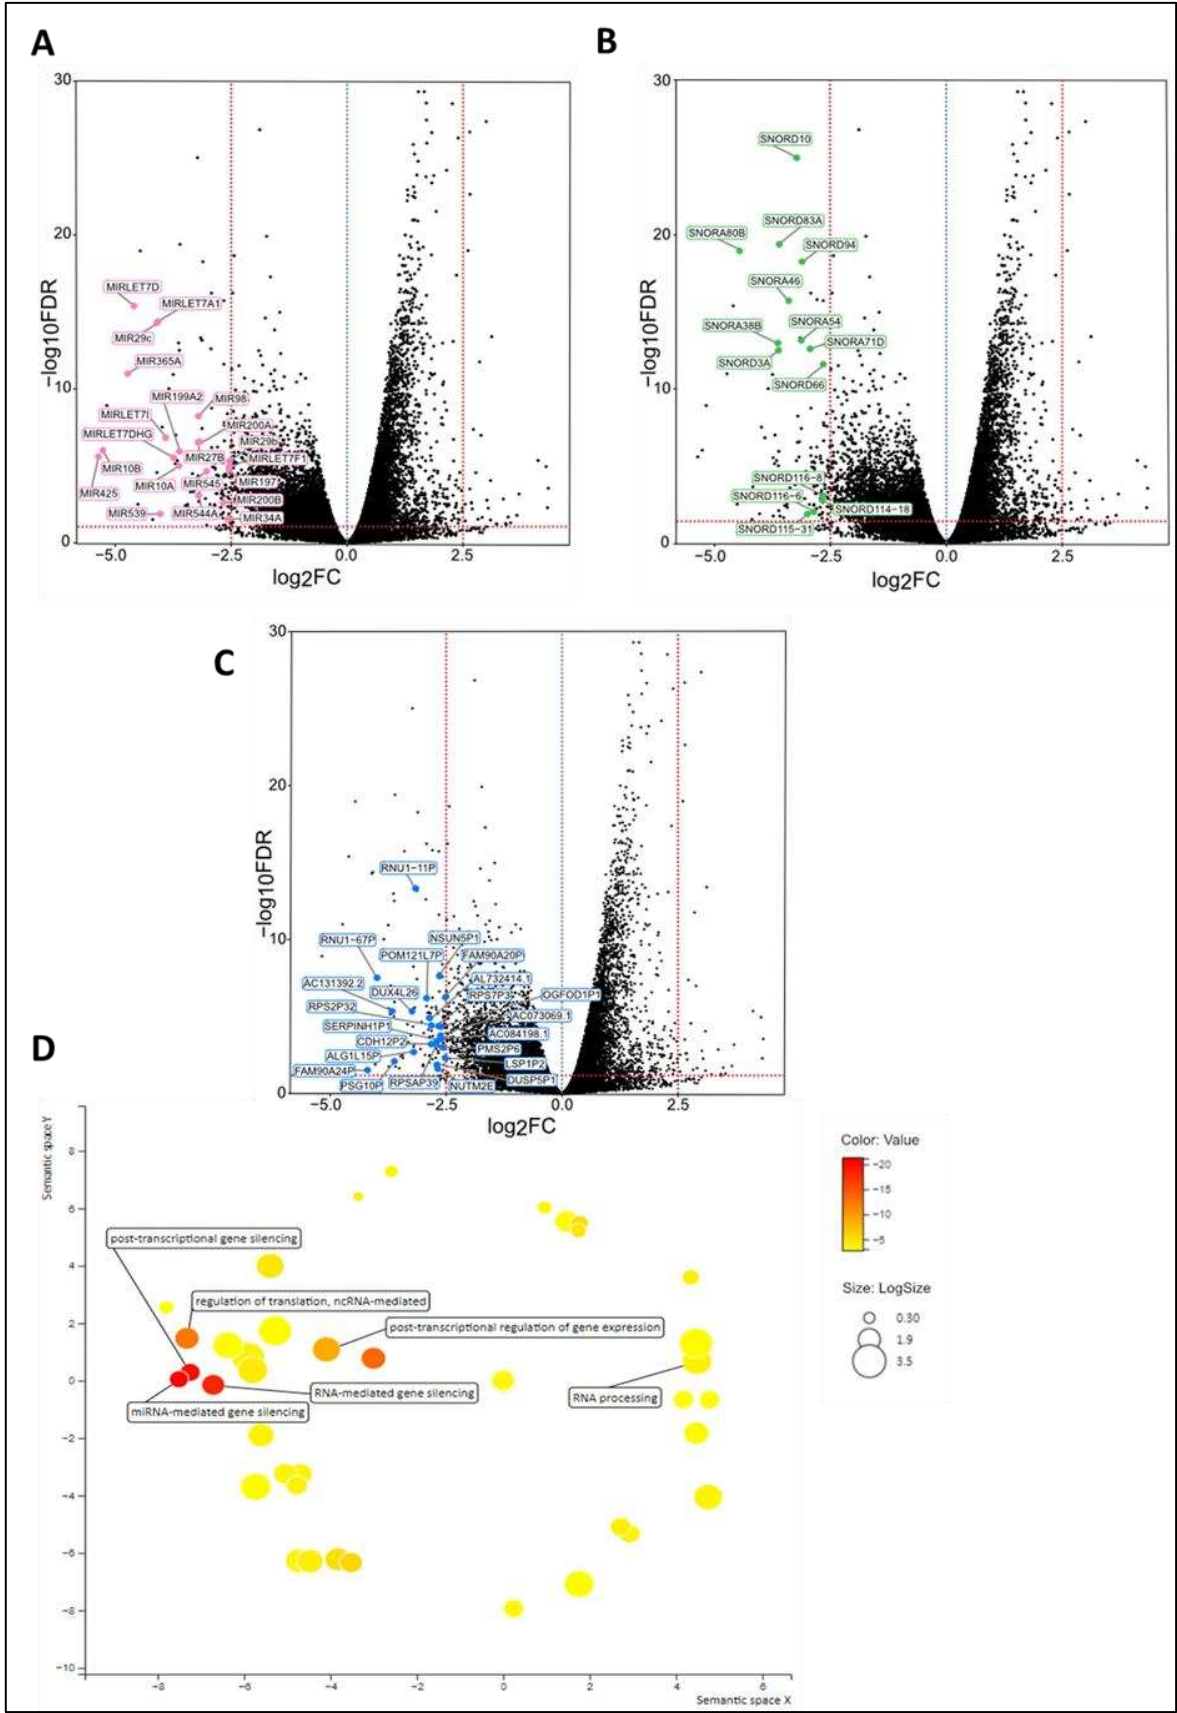 A
30
20
10
0
−log10FDR
MIRLET7D
MIRLET7A1
MIR29c
MIR365A
MIR199A2
MIR98
MIRLET7I
MIR200A
MIRLET7DHG
MIR29b
MIR27B
MIRLET7F1
MIR10B
MIR10A
MIR545
MIR197
MIR425
MIR200B
MIR539
MIR544A
MIR34A
−5.0
−2.5
0.0
2.5
log2FC
B
30
20
10
0
−log10FDR
SNORD10
SNORD83A
SNORA80B
SNORD94
SNORA46
SNORA54
SNORA38B
SNORA71D
SNORD3A
SNORD66
SNORD116−8
SNORD116−6
SNORD114−18
SNORD115−31
−5.0
−2.5
0.0
2.5
log2FC
C
30
20
10
0
−log10FDR
RNU1−11P
RNU1−67P
NSUN5P1
POM121L7P
FAM90A20P
AC131392.2
AL732414.1
DUX4L26
RPS7P3
OGFOD1P1
RPS2P32
AC073069.1
SERPINH1P1
AC084198.1
CDH12P2
PMS2P6
ALG1L15P
LSP1P2
FAM90A24P
DUSP5P1
PSG10P
RPSAP39
NUTM2E
−5.0
−2.5
0.0
2.5
log2FC
D
Semantic space Y
8
6
4
2
0
−2
−4
−6
−8
−10
post-transcriptional gene silencing
regulation of translation, ncRNA-mediated
post-transcriptional regulation of gene expression
RNA-mediated gene silencing
RNA processing
miRNA-mediated gene silencing
−8
−6
−4
−2
0
2
4
6
Semantic space X
Color: Value
−20
−15
−10
−5
Size: LogSize
0.30
1.9
3.5